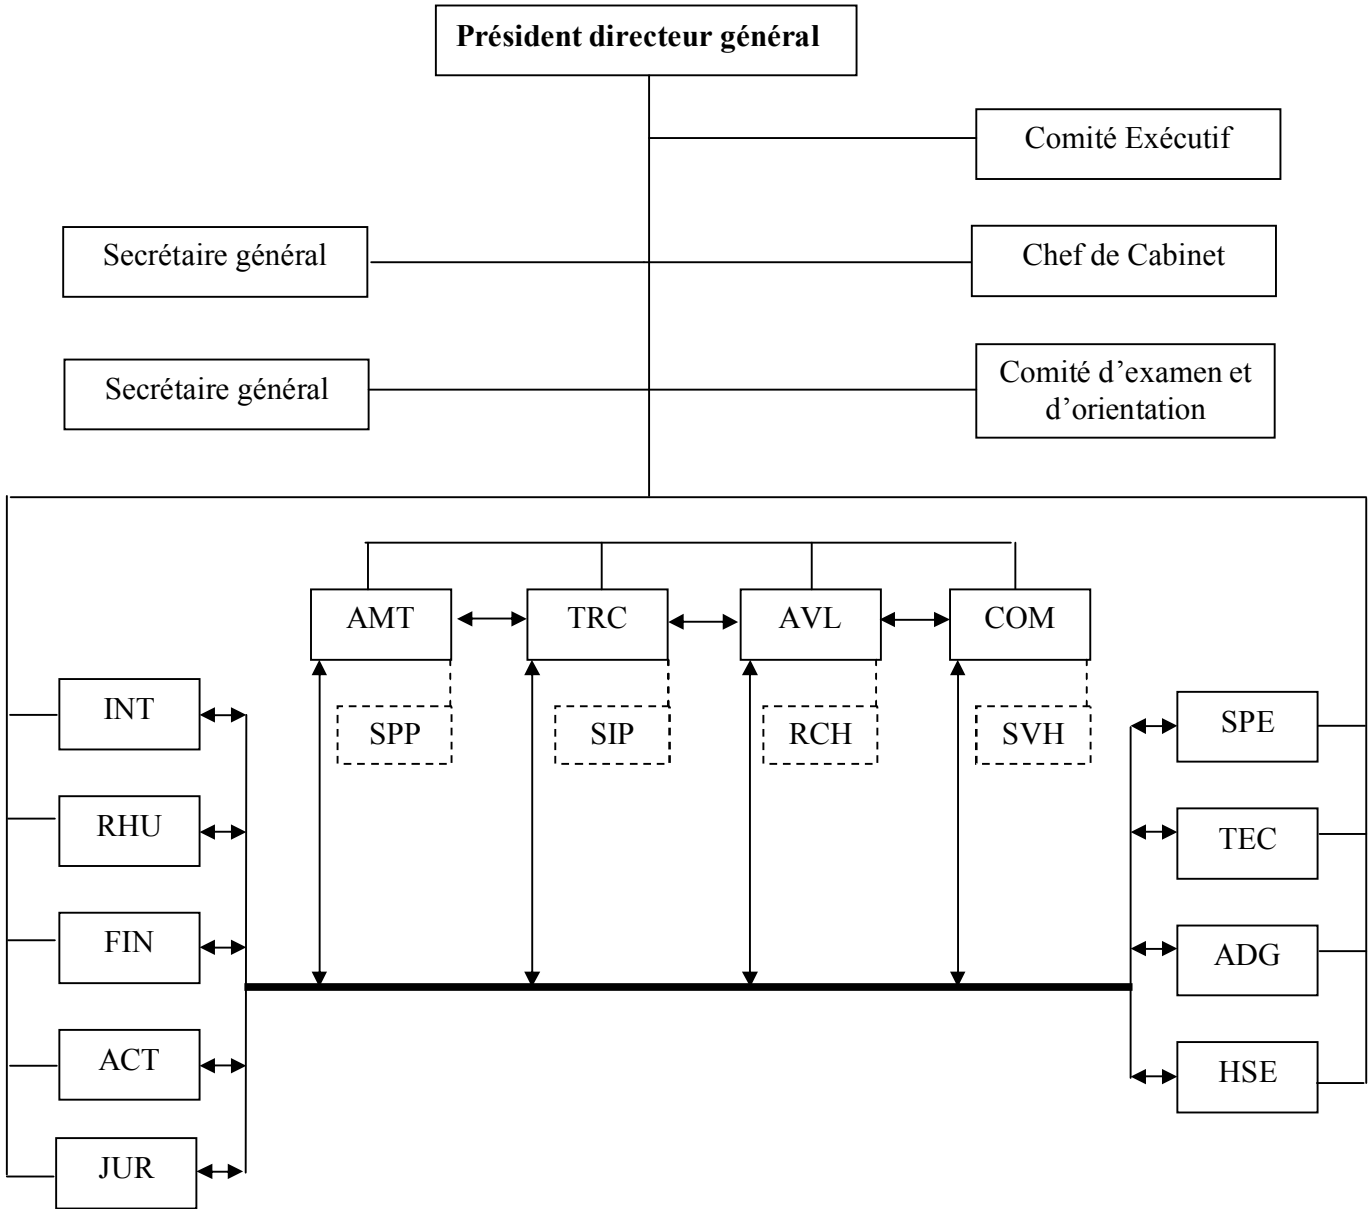 Président directeur général
Comité Exécutif
Secrétaire général
Chef de Cabinet
Secrétaire général
Comité d'examen et
d'orientation
AMT
TRC
AVL
COM
INT
SPP
SIP
RCH
SVH
SPE
RHU
TEC
FIN
ADG
ACT
HSE
JUR